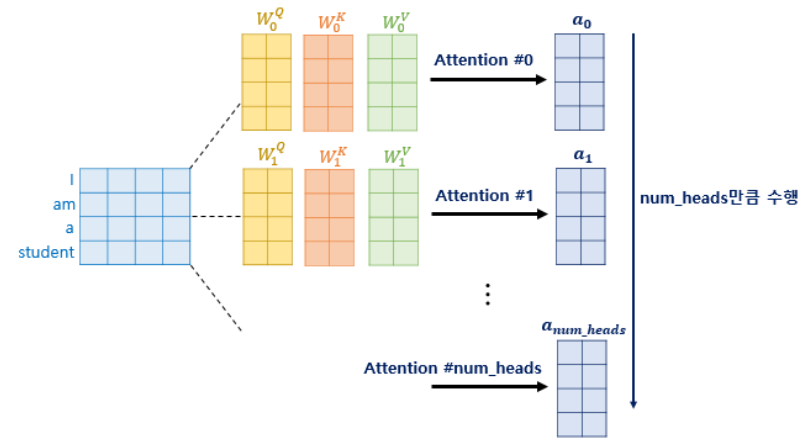 W_0^Q W_0^K W_0^V a_0
Attention #0
W_1^Q W_1^K W_1^V a_1
I
am
a
student
Attention #1
num_heads만큼 수행
⋮
a_num_heads
Attention #num_heads